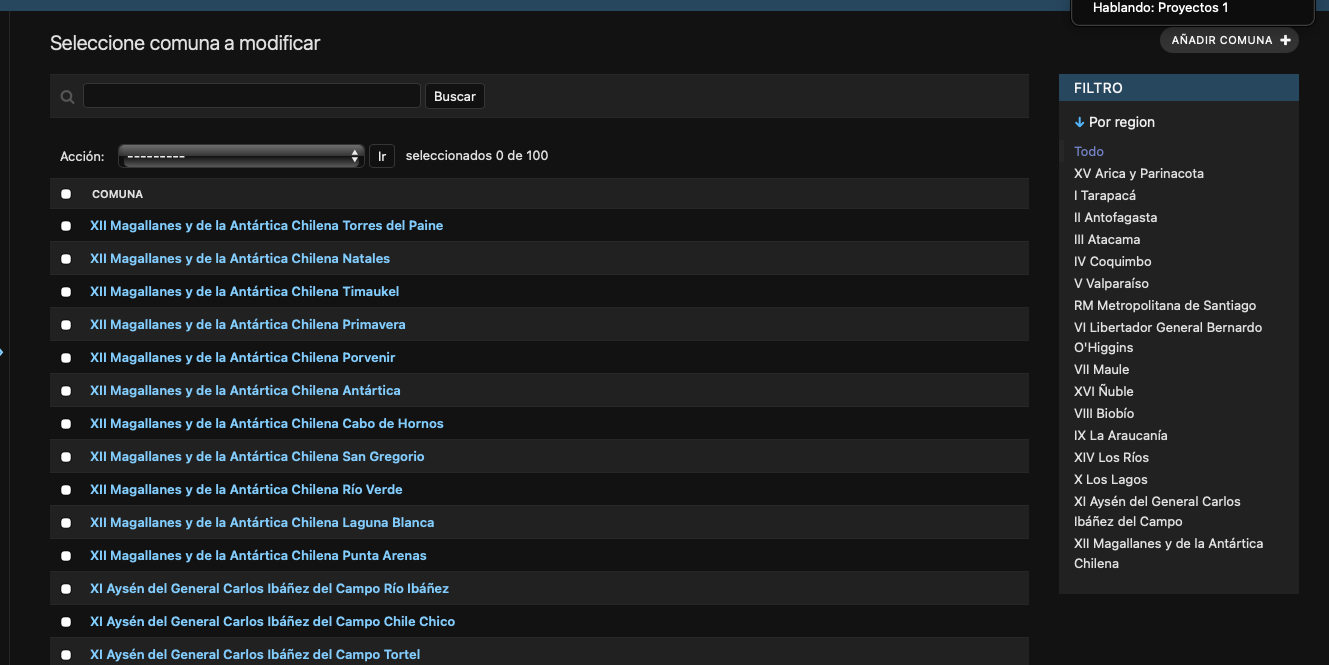 Hablando: Proyectos 1
Seleccione comuna a modificar
AÑADIR COMUNA +
Buscar
Acción:
---------
Ir
seleccionados 0 de 100
COMUNA
XII Magallanes y de la Antártica Chilena Torres del Paine
XII Magallanes y de la Antártica Chilena Natales
XII Magallanes y de la Antártica Chilena Timaukel
XII Magallanes y de la Antártica Chilena Primavera
XII Magallanes y de la Antártica Chilena Porvenir
XII Magallanes y de la Antártica Chilena Antártica
XII Magallanes y de la Antártica Chilena Cabo de Hornos
XII Magallanes y de la Antártica Chilena San Gregorio
XII Magallanes y de la Antártica Chilena Río Verde
XII Magallanes y de la Antártica Chilena Laguna Blanca
XII Magallanes y de la Antártica Chilena Punta Arenas
XI Aysén del General Carlos Ibáñez del Campo Río Ibáñez
XI Aysén del General Carlos Ibáñez del Campo Chile Chico
XI Aysén del General Carlos Ibáñez del Campo Tortel
FILTRO
↓ Por region
Todo
XV Arica y Parinacota
I Tarapacá
II Antofagasta
III Atacama
IV Coquimbo
V Valparaíso
RM Metropolitana de Santiago
VI Libertador General Bernardo
O'Higgins
VII Maule
XVI Ñuble
VIII Biobío
IX La Araucanía
XIV Los Ríos
X Los Lagos
XI Aysén del General Carlos
Ibáñez del Campo
XII Magallanes y de la Antártica
Chilena